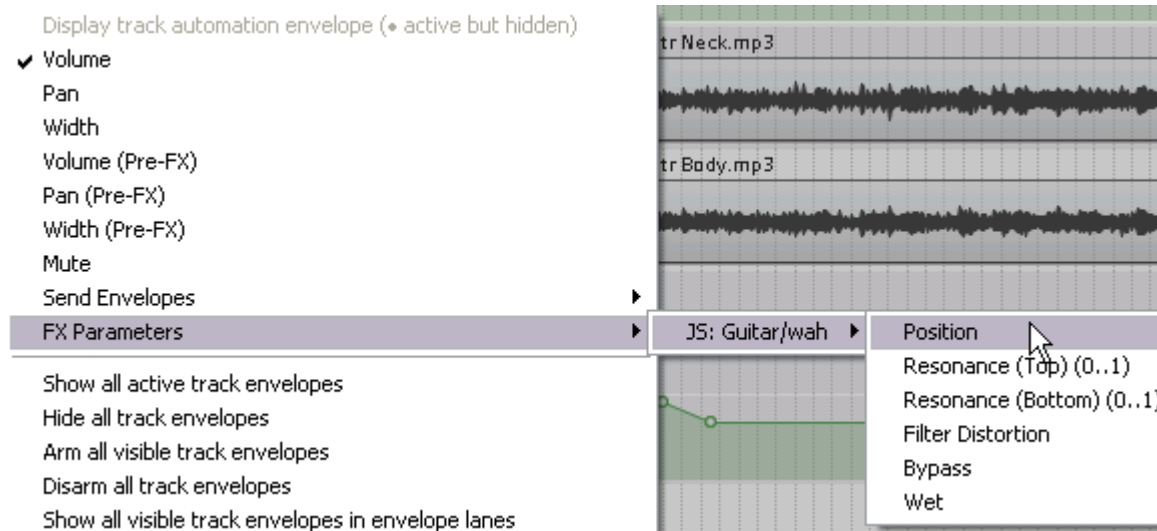 Display track automation envelope (• active but hidden)
Volume
Pan
Width
Volume (Pre-FX)
Pan (Pre-FX)
Width (Pre-FX)
Mute
Send Envelopes
FX Parameters
Show all active track envelopes
Hide all track envelopes
Arm all visible track envelopes
Disarm all track envelopes
Show all visible track envelopes in envelope lanes
tr Neck.mp3
tr Body.mp3
JS: Guitar/wah
Position
Resonance (Top) (0..1)
Resonance (Bottom) (0..1)
Filter Distortion
Bypass
Wet